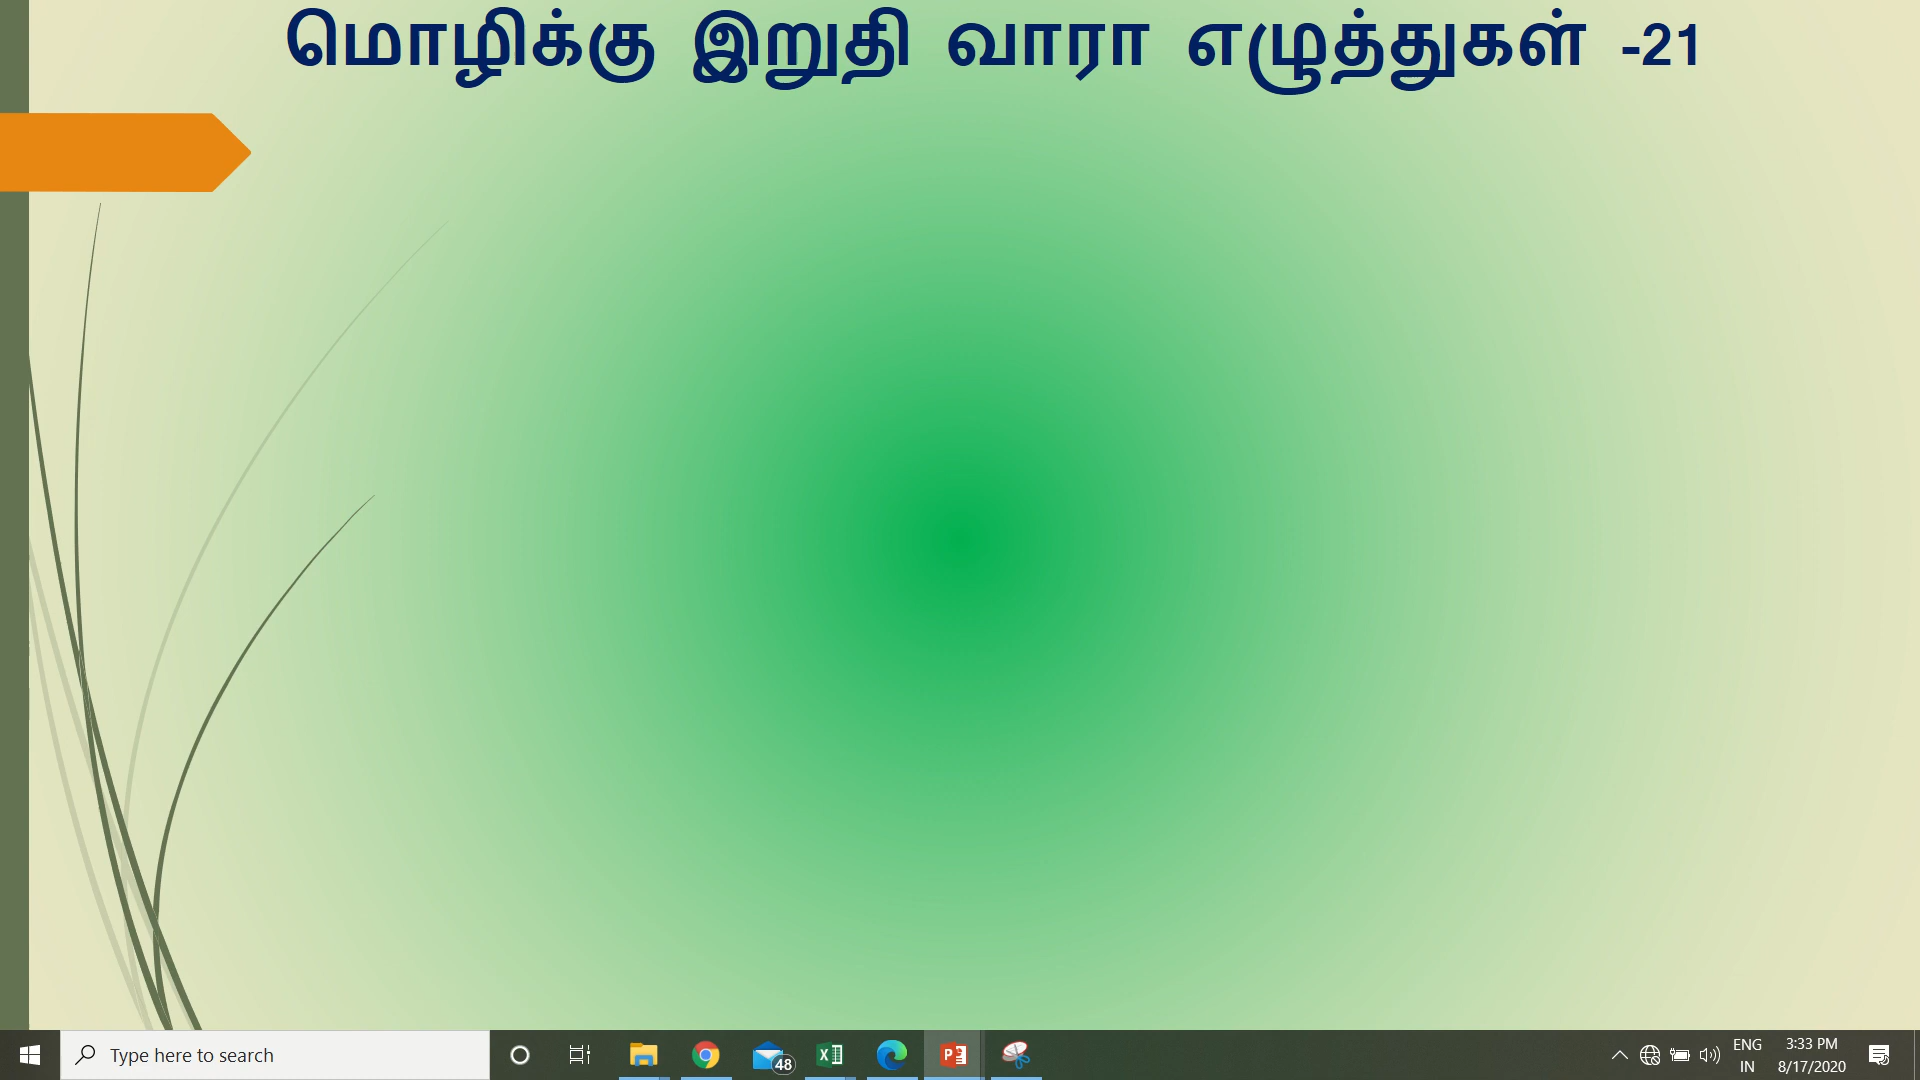 மொழிக்கு இறுதி வாரா எழுத்துகள் -21
Type here to search
48
ENG
IN
3:33 PM
8/17/2020